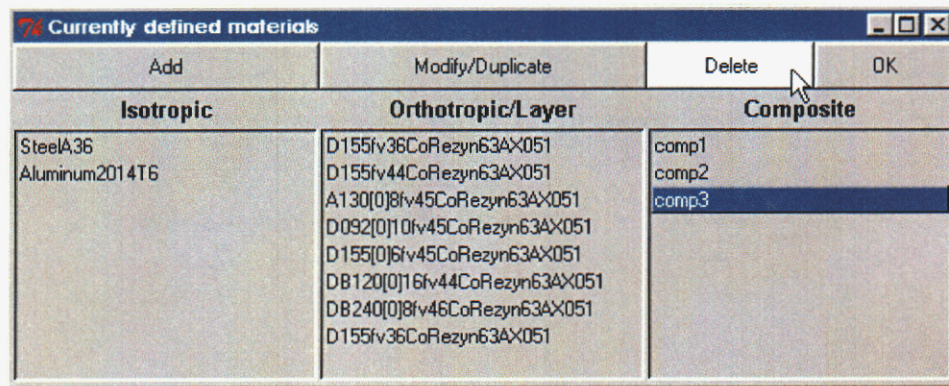 Currently defined materials
Add Modify/Duplicate Delete OK
Isotropic Orthotropic/Layer Composite
SteelA36 D155fv36CoRezyn63AX051 comp1
Aluminum2014T6 D155fv44CoRezyn63AX051 comp2
A130[0]8fv45CoRezyn63AX051 comp3
D092[0]10fv45CoRezyn63AX051
D155[0]6fv45CoRezyn63AX051
DB120[0]16fv44CoRezyn63AX051
DB240[0]8fv46CoRezyn63AX051
D155fv36CoRezyn63AX051